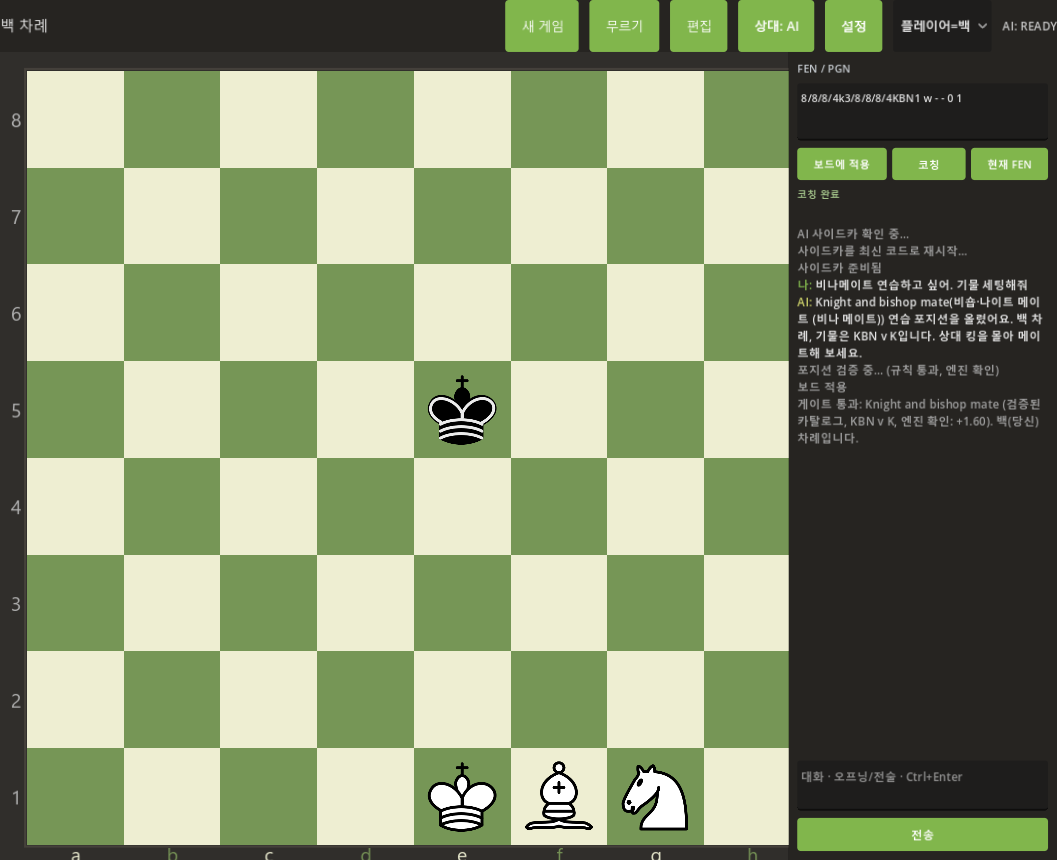 백 차례
새 게임
무르기
편집
상대: AI
설정
플레이어=백
AI: READY
FEN / PGN
8/8/8/4k3/8/8/8/4KBN1 w - - 0 1
보드에 적용
코칭
현재 FEN
코칭 완료
AI 사이드카 확인 중...
사이드카를 최신 코드로 재시작...
사이드카 준비됨
나: 비나메이트 연습하고 싶어. 기물 세팅해줘
AI: Knight and bishop mate(비숍·나이트 메이
트 (비나 메이트)) 연습 포지션을 올렸어요. 백 차
례, 기물은 KBN v K입니다. 상대 킹을 몰아 메이
트해 보세요.
포지션 검증 중... (규칙 통과, 엔진 확인)
보드 적용
게이트 통과: Knight and bishop mate (검증된
카탈로그, KBN v K, 엔진 확인: +1.60). 백(당신)
차례입니다.
8
7
6
5
4
3
2
1
a b c d e f g h
대화 · 오프닝/전술 · Ctrl+Enter
전송